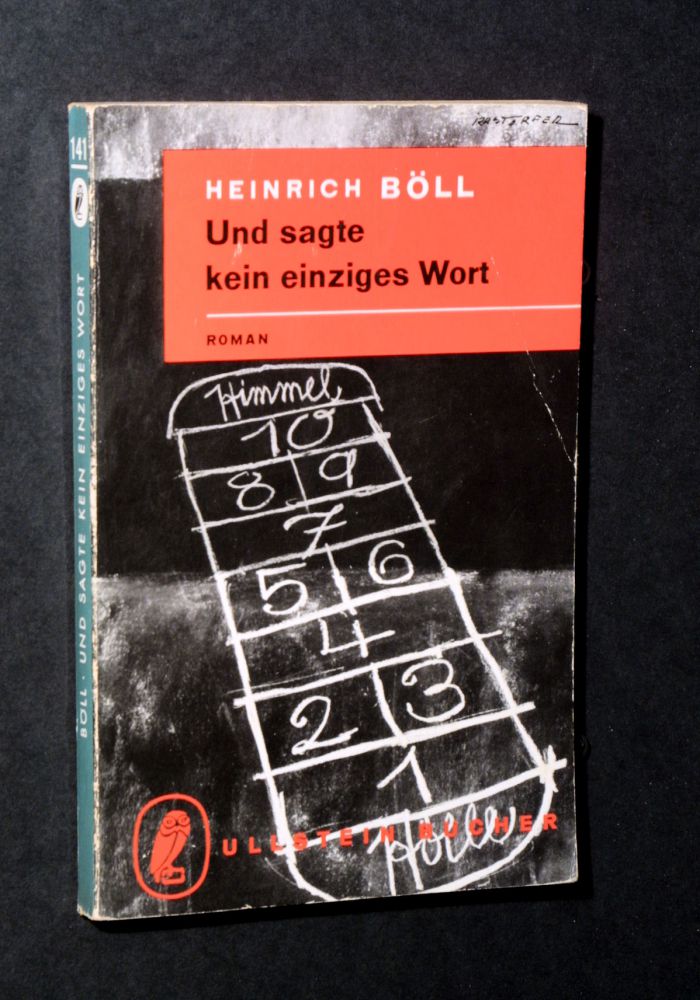 HEINRICH BÖLL
Und sagte
kein einziges Wort
ROMAN
Himmel
10
8 9
7
5 6
4
2 3
1
Hölle
ULLSTEIN BÜCHER
141
BÖLL · UND SAGTE KEIN EINZIGES WORT